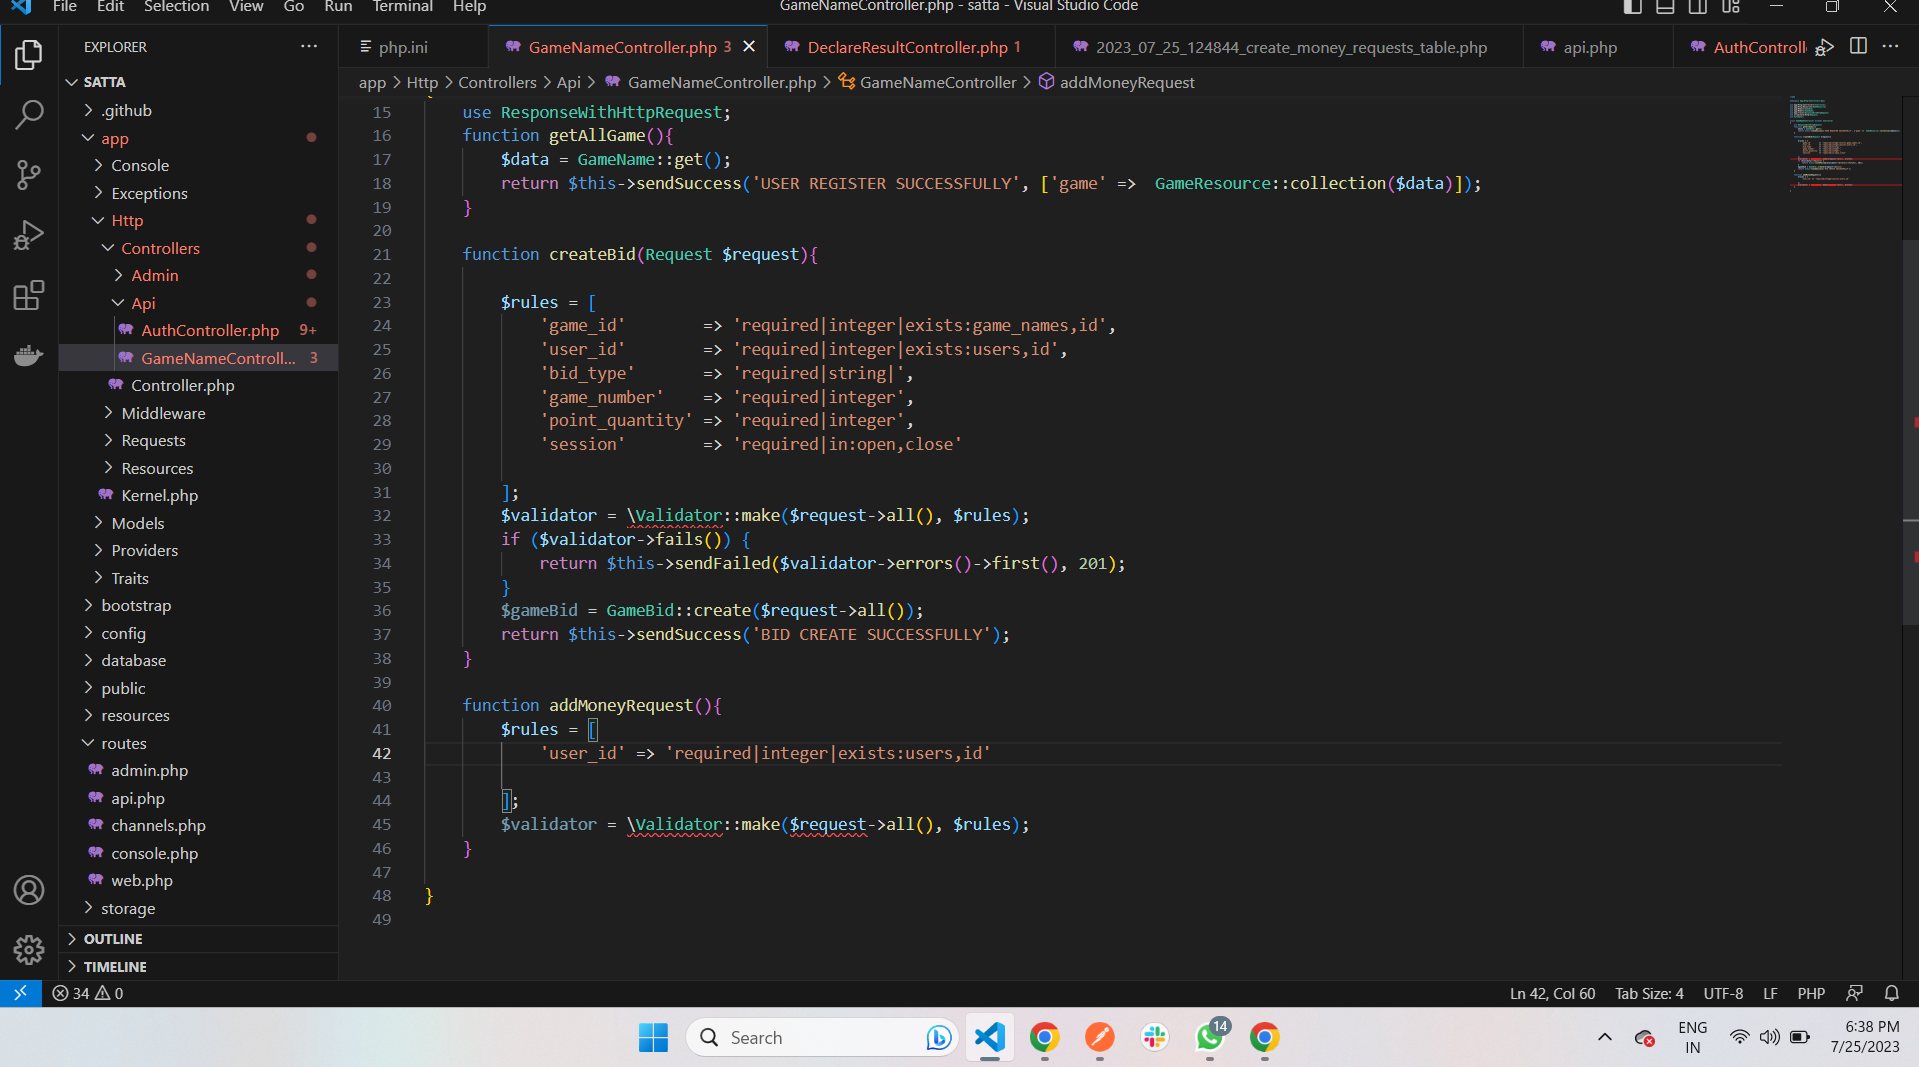 File Edit Selection View Go Run Terminal Help
GameNameController.php - satta - Visual Studio Code
EXPLORER
php.ini
GameNameController.php 3
DeclareResultController.php 1
2023_07_25_124844_create_money_requests_table.php
api.php
AuthControll
SATTA
.github
app
Console
Exceptions
Http
Controllers
Admin
Api
AuthController.php 9+
GameNameControll... 3
Controller.php
Middleware
Requests
Resources
Kernel.php
Models
Providers
Traits
bootstrap
config
database
public
resources
routes
admin.php
api.php
channels.php
console.php
web.php
storage
OUTLINE
TIMELINE
app > Http > Controllers > Api > GameNameController.php > GameNameController > addMoneyRequest
15 use ResponseWithHttpRequest;
16 function getAllGame(){
17 $data = GameName::get();
18 return $this->sendSuccess('USER REGISTER SUCCESSFULLY', ['game' => GameResource::collection($data)]);
19 }
20
21 function createBid(Request $request){
22
23 $rules = [
24 'game_id' => 'required|integer|exists:game_names,id',
25 'user_id' => 'required|integer|exists:users,id',
26 'bid_type' => 'required|string|',
27 'game_number' => 'required|integer',
28 'point_quantity' => 'required|integer',
29 'session' => 'required|in:open,close'
30
31 ];
32 $validator = \Validator::make($request->all(), $rules);
33 if ($validator->fails()) {
34 return $this->sendFailed($validator->errors()->first(), 201);
35 }
36 $gameBid = GameBid::create($request->all());
37 return $this->sendSuccess('BID CREATE SUCCESSFULLY');
38 }
39
40 function addMoneyRequest(){
41 $rules = [
42 'user_id' => 'required|integer|exists:users,id'
43
44 ];
45 $validator = \Validator::make($request->all(), $rules);
46 }
47
48 }
49
34 0
Ln 42, Col 60 Tab Size: 4 UTF-8 LF PHP
Search
14
ENG
IN
6:38 PM
7/25/2023